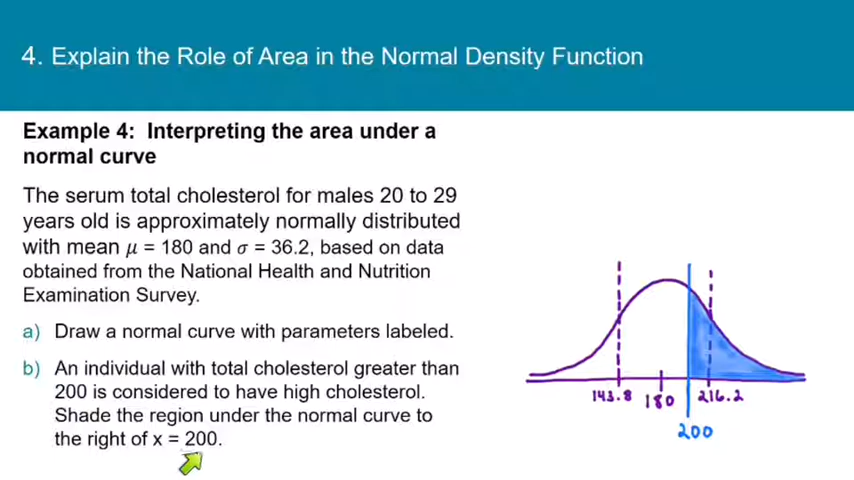 4. Explain the Role of Area in the Normal Density Function
Example 4: Interpreting the area under a
normal curve
The serum total cholesterol for males 20 to 29
years old is approximately normally distributed
with mean μ = 180 and σ = 36.2, based on data
obtained from the National Health and Nutrition
Examination Survey.
a) Draw a normal curve with parameters labeled.
b) An individual with total cholesterol greater than
200 is considered to have high cholesterol.
Shade the region under the normal curve to
the right of x = 200.
143.8 180 216.2
200